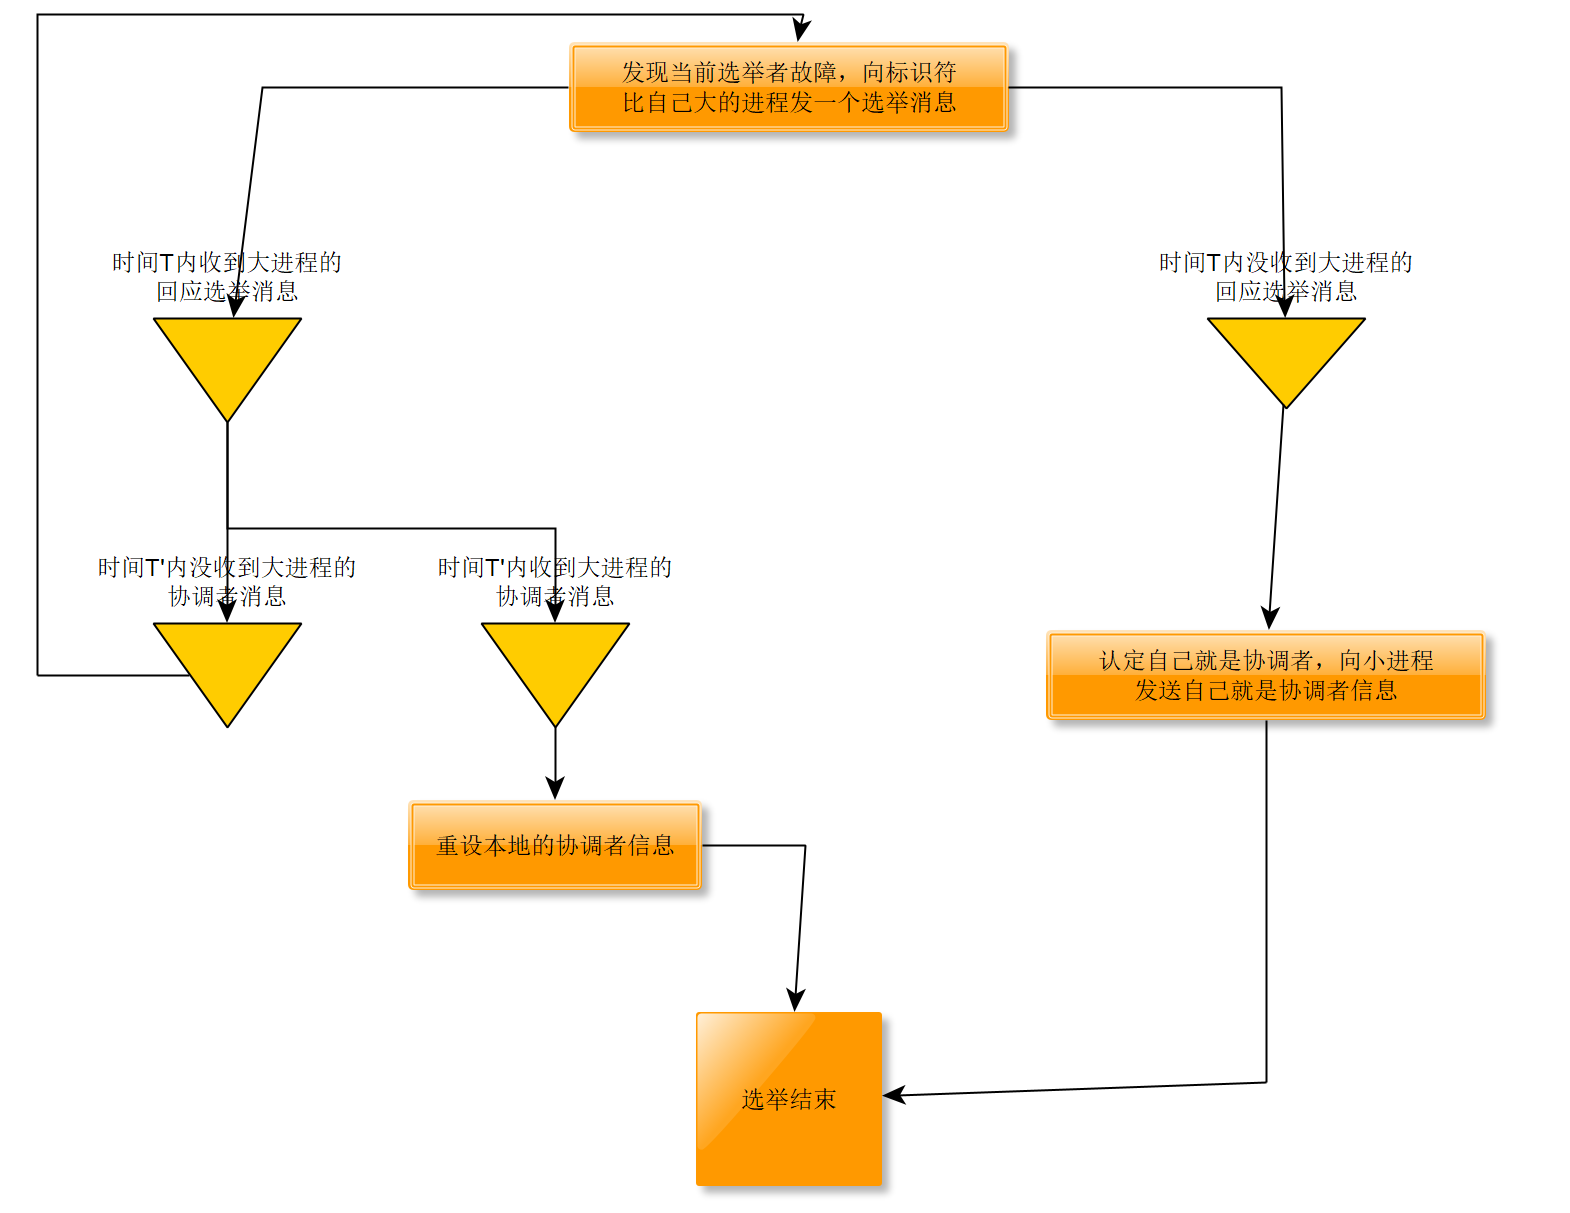 发现当前选举者故障，向标识符
比自己大的进程发一个选举消息
时间T内收到大进程的
回应选举消息
时间T内没收到大进程的
回应选举消息
时间T'内没收到大进程的
协调者消息
时间T'内收到大进程的
协调者消息
认定自己就是协调者，向小进程
发送自己就是协调者信息
重设本地的协调者信息
选举结束